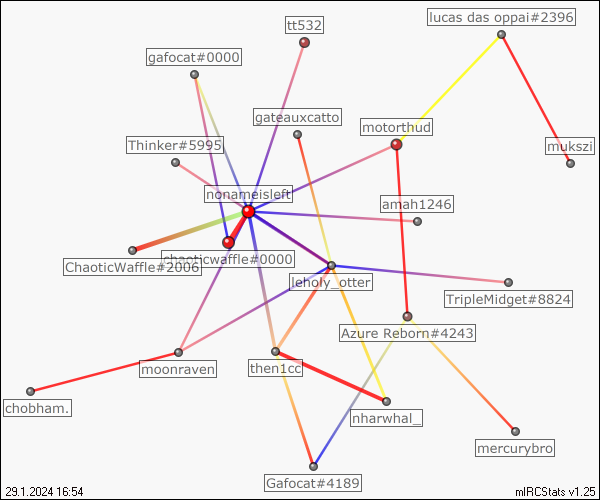 lucas das oppai#2396
tt532
gafocat#0000
gateauxcatto
motorthud
Thinker#5995
mukszi
nonameisleft
amah1246
chaoticwaffle#0000
ChaoticWaffle#2006
leholy_otter
TripleMidget#8824
Azure Reborn#4243
moonraven
then1cc
chobham.
nharwhal_
mercurybro
Gafocat#4189
29.1.2024 16:54
mIRCStats v1.25